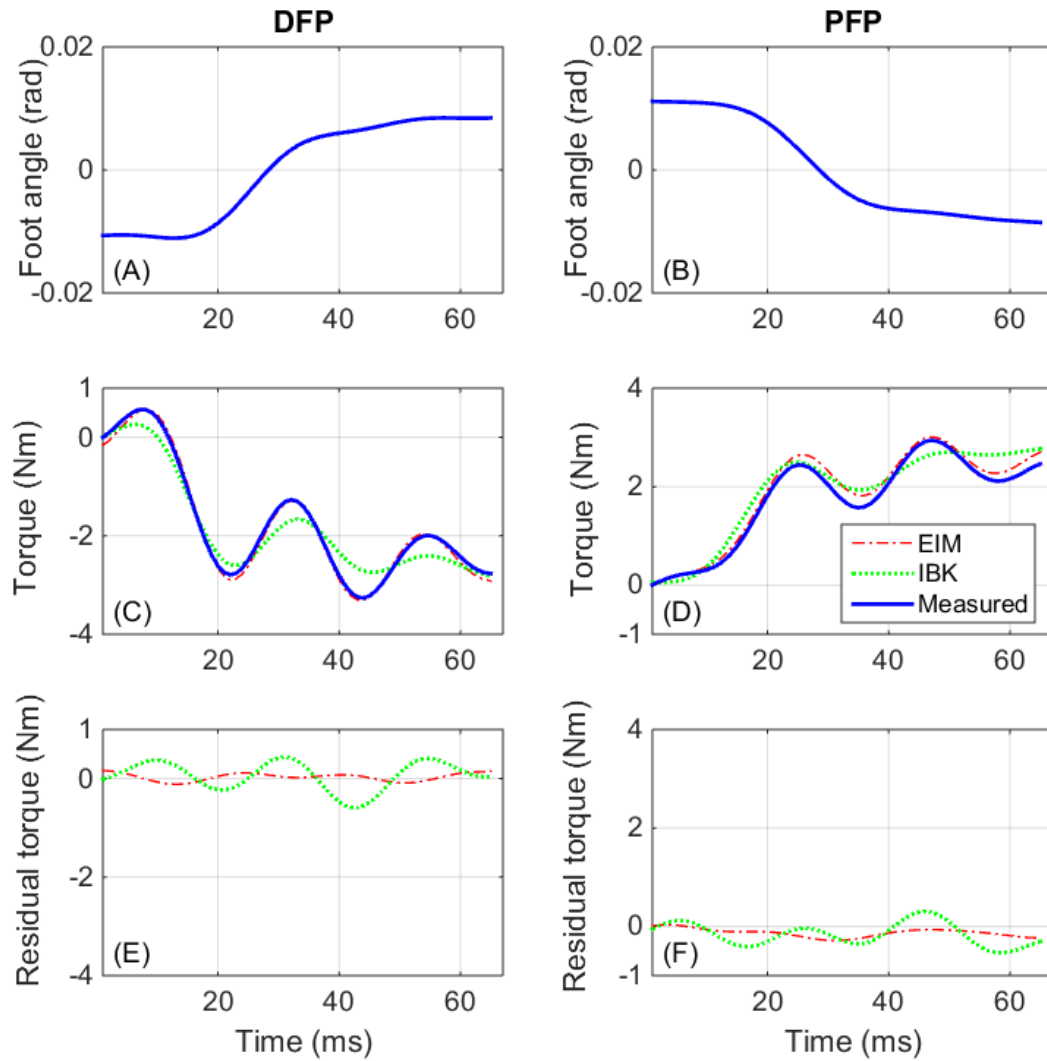 DFP
PFP
Foot angle (rad)
0.02
0
-0.02
(A)
20
40
60
Foot angle (rad)
0.02
0
-0.02
(B)
20
40
60
Torque (Nm)
1
0
-2
-4
(C)
20
40
60
Torque (Nm)
4
2
0
-1
(D)
EIM
IBK
Measured
20
40
60
Residual torque (Nm)
1
0
-2
-4
(E)
20
40
60
Time (ms)
Residual torque (Nm)
4
2
0
-1
(F)
20
40
60
Time (ms)